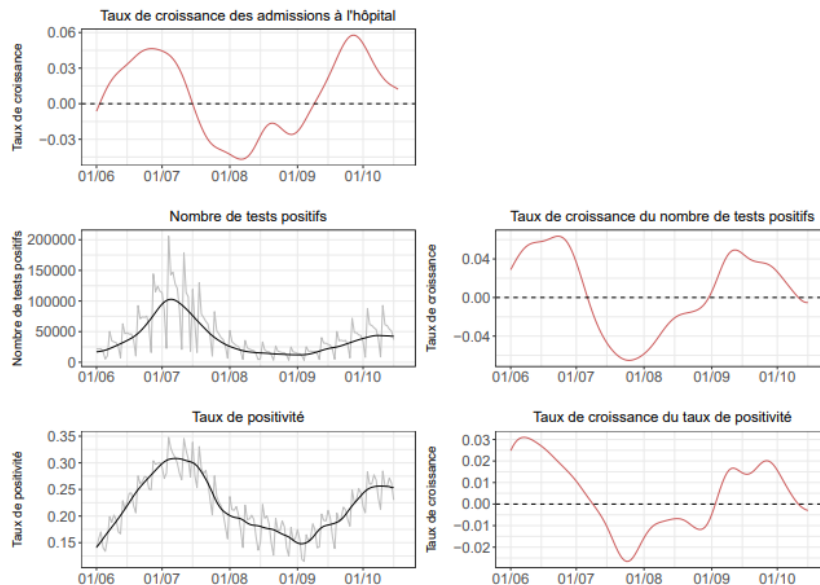 Taux de croissance des admissions à l'hôpital
Taux de croissance
0.06
0.03
0.00
−0.03
01/06 01/07 01/08 01/09 01/10
Nombre de tests positifs
Nombre de tests positifs
200000
150000
100000
50000
0
01/06 01/07 01/08 01/09 01/10
Taux de croissance du nombre de tests positifs
Taux de croissance
0.04
0.00
−0.04
01/06 01/07 01/08 01/09 01/10
Taux de positivité
Taux de positivité
0.35
0.30
0.25
0.20
0.15
01/06 01/07 01/08 01/09 01/10
Taux de croissance du taux de positivité
Taux de croissance
0.03
0.02
0.01
0.00
−0.01
−0.02
01/06 01/07 01/08 01/09 01/10